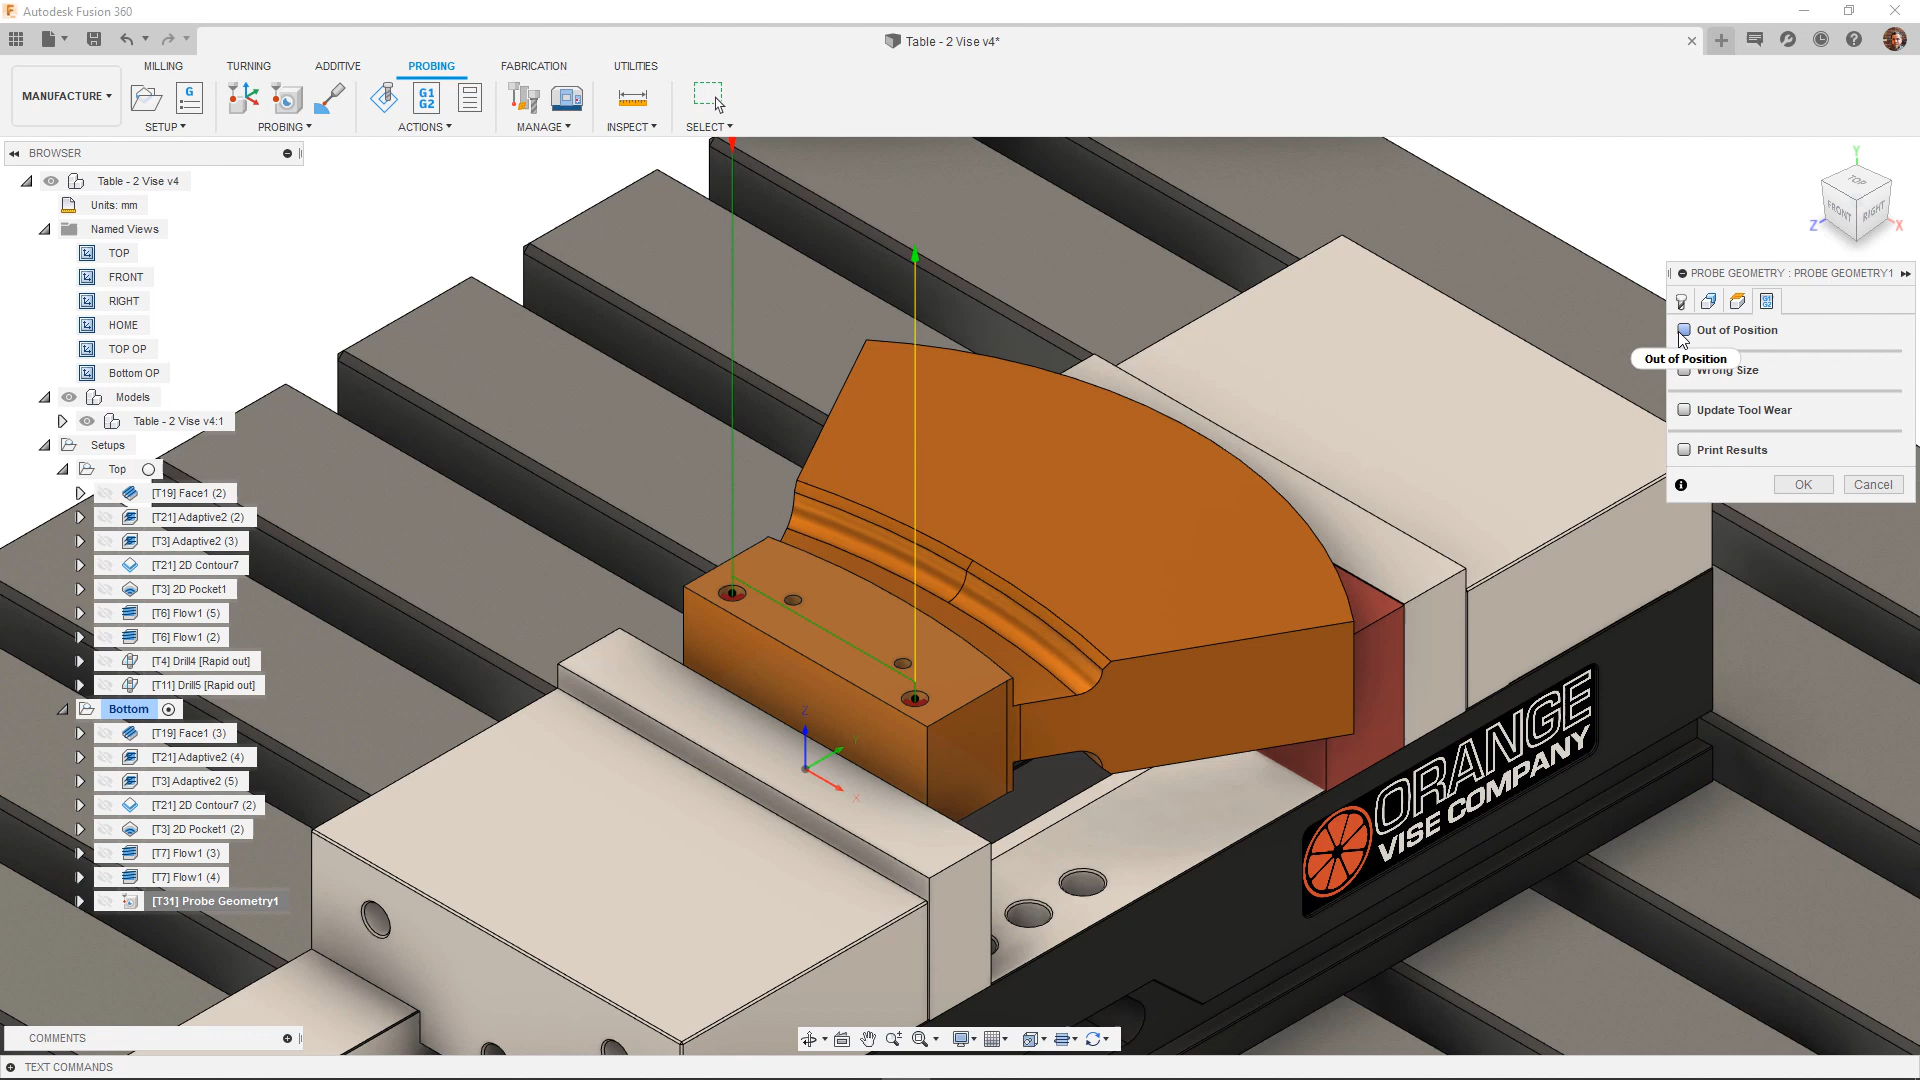 Autodesk Fusion 360
Table - 2 Vise v4*
MANUFACTURE
MILLING
TURNING
ADDITIVE
PROBING
FABRICATION
UTILITIES
G
G1
G2
SETUP
PROBING
ACTIONS
MANAGE
INSPECT
SELECT
BROWSER
Table - 2 Vise v4
Units: mm
Named Views
TOP
FRONT
RIGHT
HOME
TOP OP
Bottom OP
Models
Table - 2 Vise v4:1
Setups
Top
[T19] Face1 (2)
[T21] Adaptive2 (2)
[T3] Adaptive2 (3)
[T21] 2D Contour7
[T3] 2D Pocket1
[T6] Flow1 (5)
[T6] Flow1 (2)
[T4] Drill4 [Rapid out]
[T11] Drill5 [Rapid out]
Bottom
[T19] Face1 (3)
[T21] Adaptive2 (4)
[T3] Adaptive2 (5)
[T21] 2D Contour7 (2)
[T3] 2D Pocket1 (2)
[T7] Flow1 (3)
[T7] Flow1 (4)
[T31] Probe Geometry1
Z
Y
X
ORANGE
VISE COMPANY
Y
TOP
FRONT
RIGHT
Z
X
PROBE GEOMETRY : PROBE GEOMETRY1
G1
G2
Out of Position
Out of Position
Wrong Size
Update Tool Wear
Print Results
OK
Cancel
COMMENTS
TEXT COMMANDS